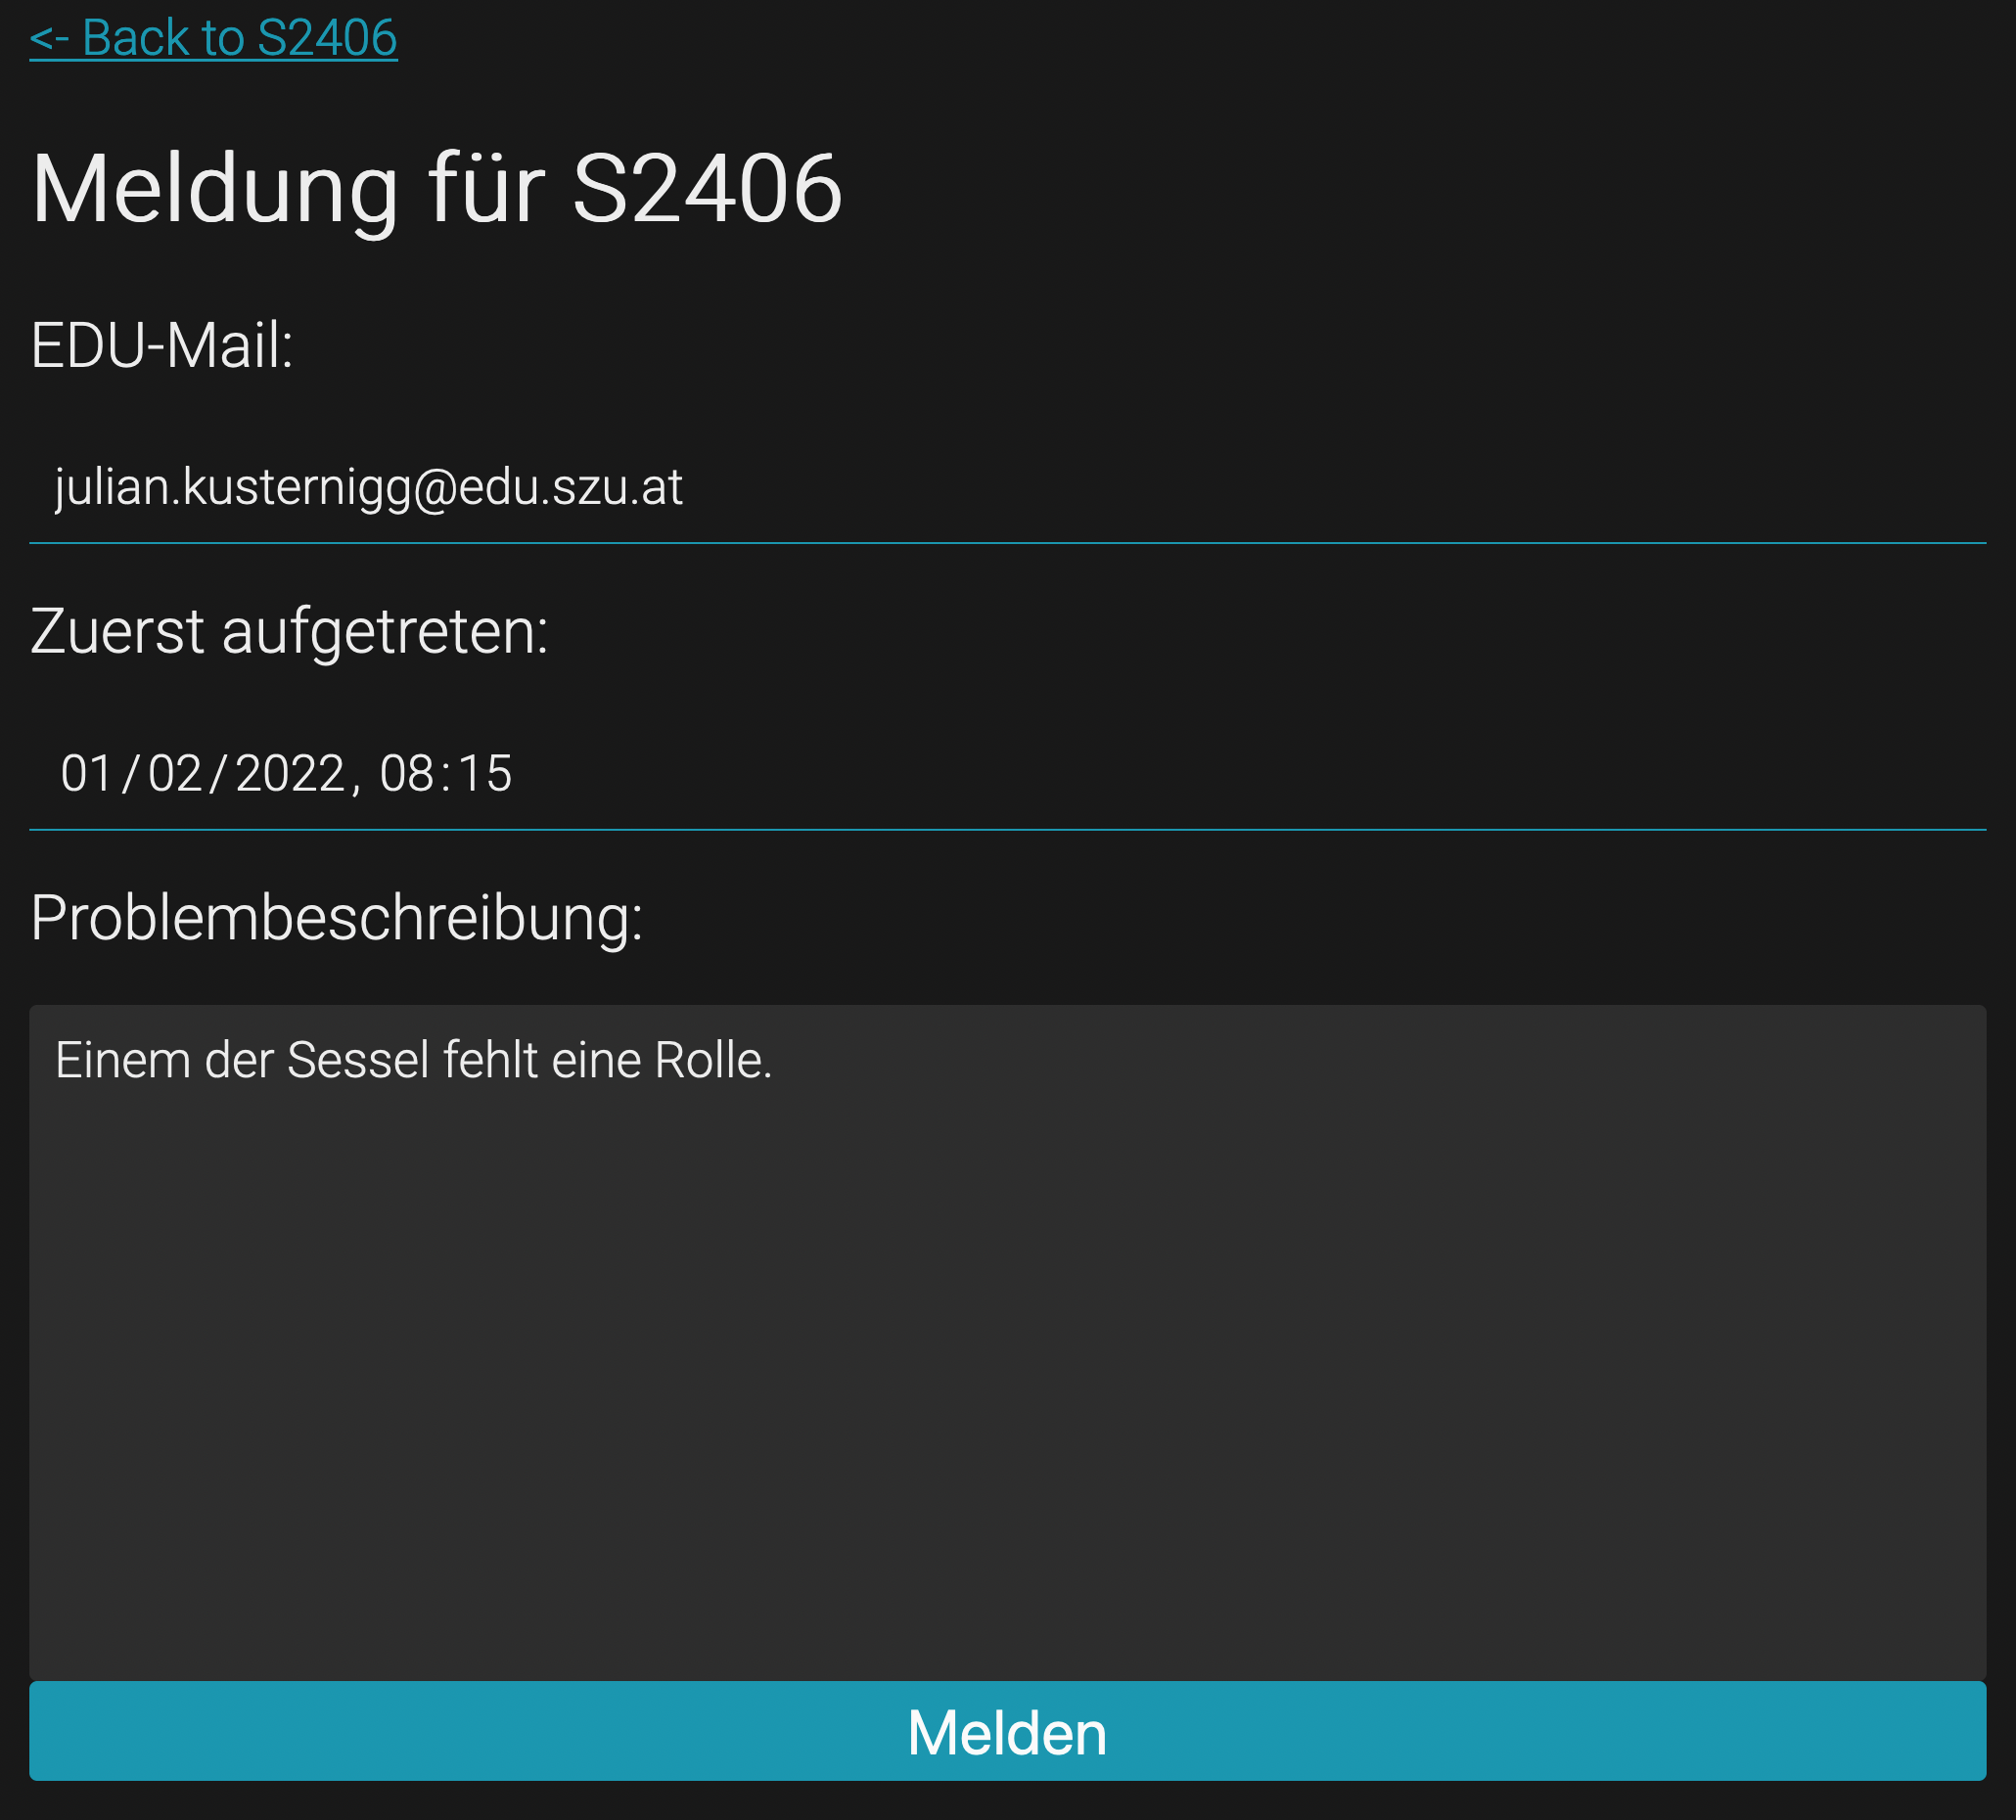 <- Back to S2406
Meldung für S2406
EDU-Mail:
julian.kusternigg@edu.szu.at
Zuerst aufgetreten:
01/02/2022, 08:15
Problembeschreibung:
Einem der Sessel fehlt eine Rolle.
Melden